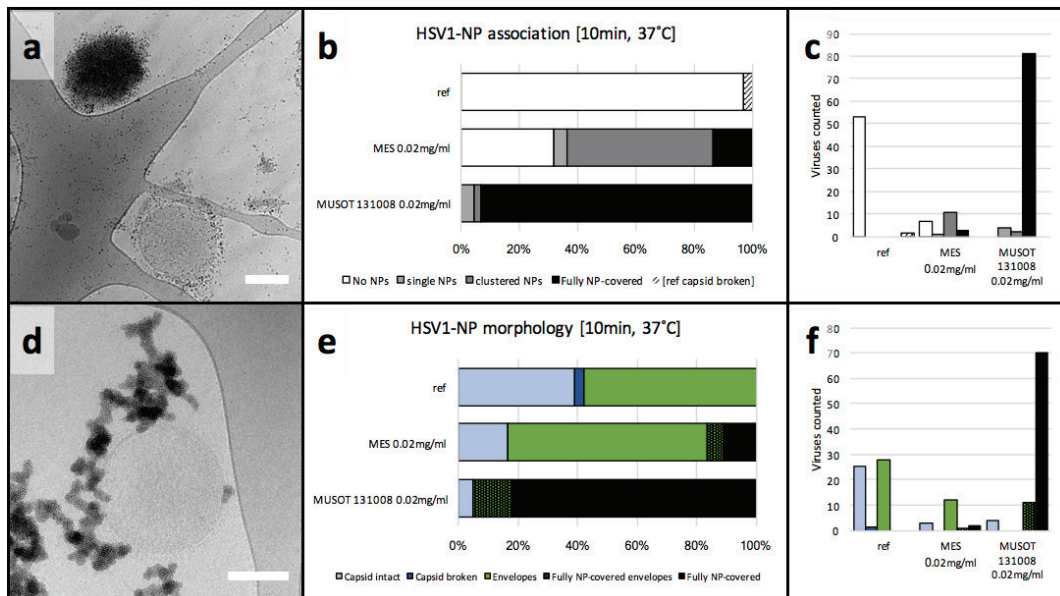 a
b
HSV1-NP association [10min, 37˚C]
ref
MES 0.02mg/ml
MUSOT 131008 0.02mg/ml
0% 20% 40% 60% 80% 100%
No NPs single NPs clustered NPs Fully NP-covered [ref capsid broken]
c
Viruses counted
90
80
70
60
50
40
30
20
10
0
ref
MES
0.02mg/ml
MUSOT
131008
0.02mg/ml
d
e
HSV1-NP morphology [10min, 37˚C]
ref
MES 0.02mg/ml
MUSOT 131008 0.02mg/ml
0% 20% 40% 60% 80% 100%
Capsid intact Capsid broken Envelopes Fully NP-covered envelopes Fully NP-covered
f
Viruses counted
80
70
60
50
40
30
20
10
0
ref
MES
0.02mg/ml
MUSOT
131008
0.02mg/ml